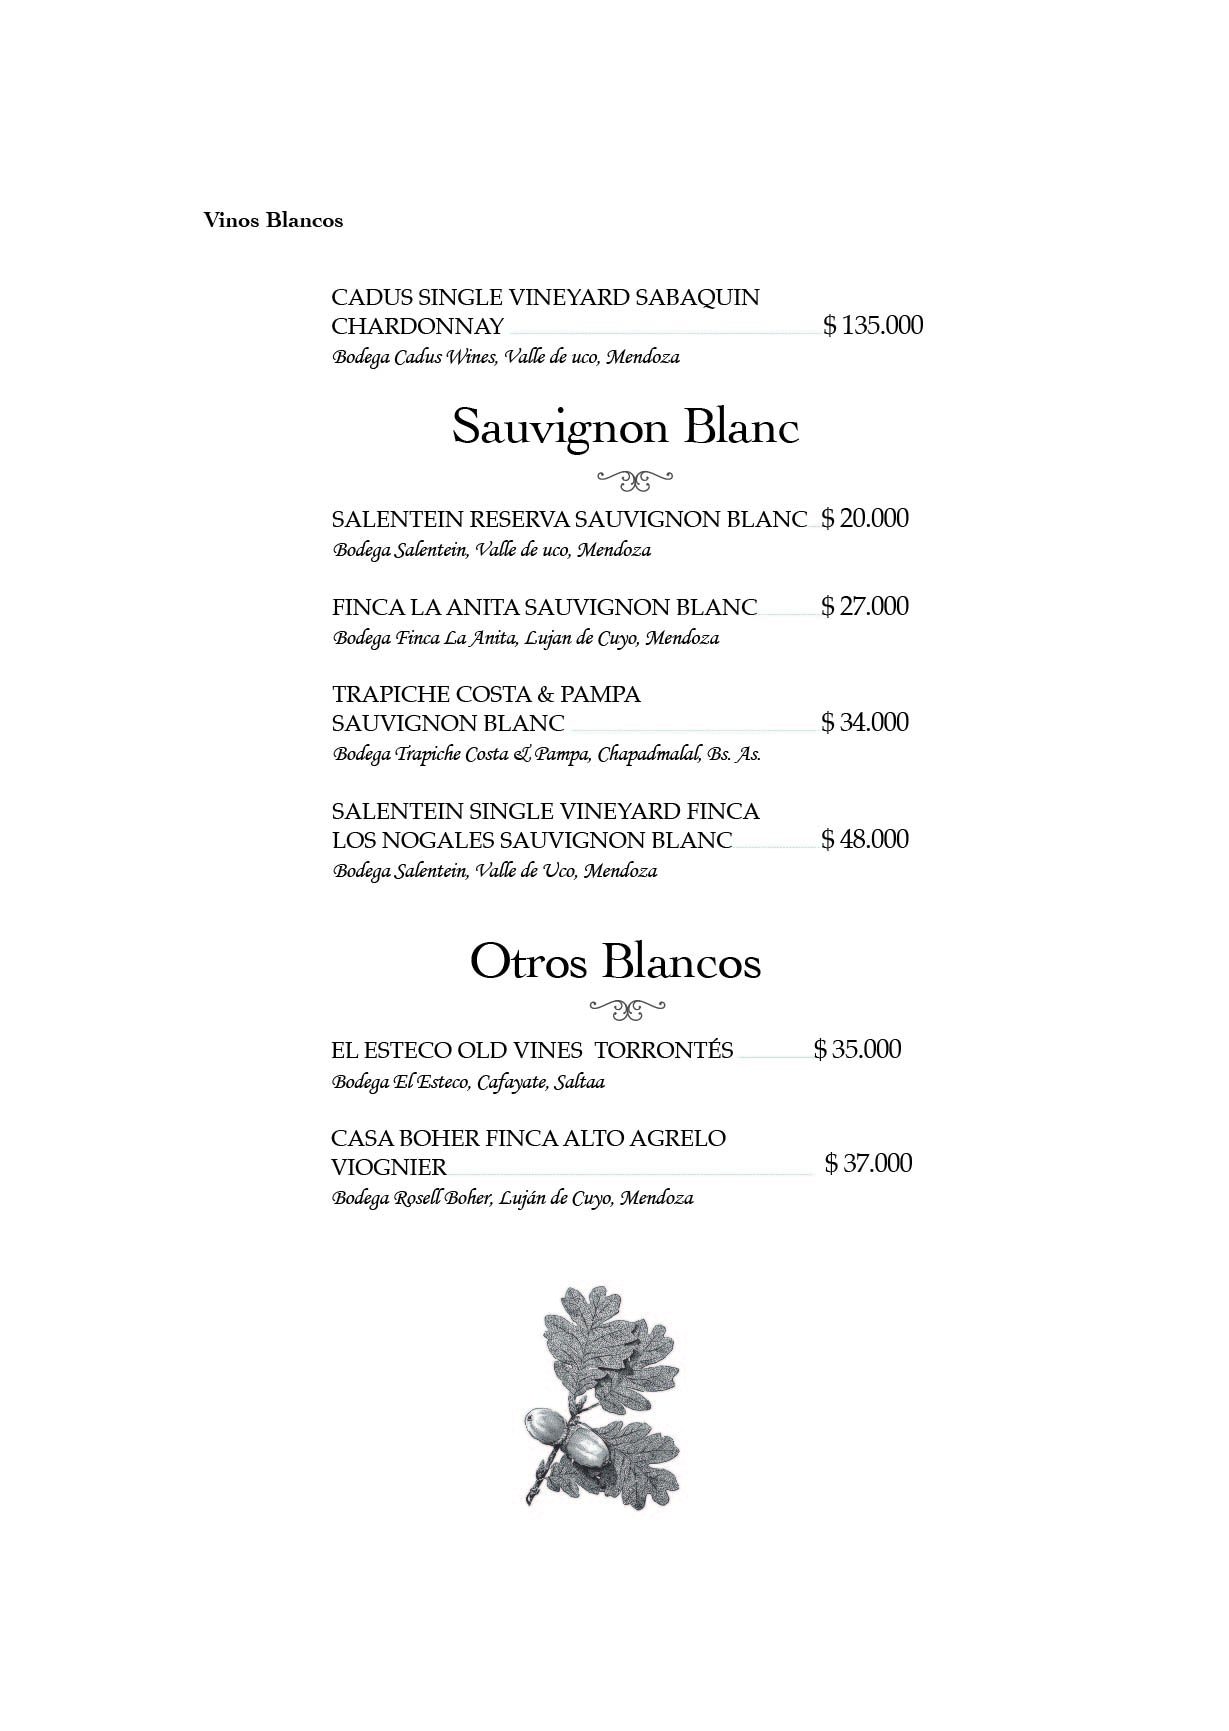 Vinos Blancos
CADUS SINGLE VINEYARD SABAQUIN
CHARDONNAY $ 135.000
Bodega Cadus Wines, Valle de uco, Mendoza
Sauvignon Blanc
SALENTEIN RESERVA SAUVIGNON BLANC $ 20.000
Bodega Salentein, Valle de uco, Mendoza
FINCA LA ANITA SAUVIGNON BLANC $ 27.000
Bodega Finca La Anita, Lujan de Cuyo, Mendoza
TRAPICHE COSTA & PAMPA
SAUVIGNON BLANC $ 34.000
Bodega Trapiche Costa & Pampa, Chapadmalal, Bs. As.
SALENTEIN SINGLE VINEYARD FINCA
LOS NOGALES SAUVIGNON BLANC $ 48.000
Bodega Salentein, Valle de Uco, Mendoza
Otros Blancos
EL ESTECO OLD VINES TORRONTÉS $ 35.000
Bodega El Esteco, Cafayate, Saltaa
CASA BOHER FINCA ALTO AGRELO
VIOGNIER $ 37.000
Bodega Rosell Boher, Luján de Cuyo, Mendoza